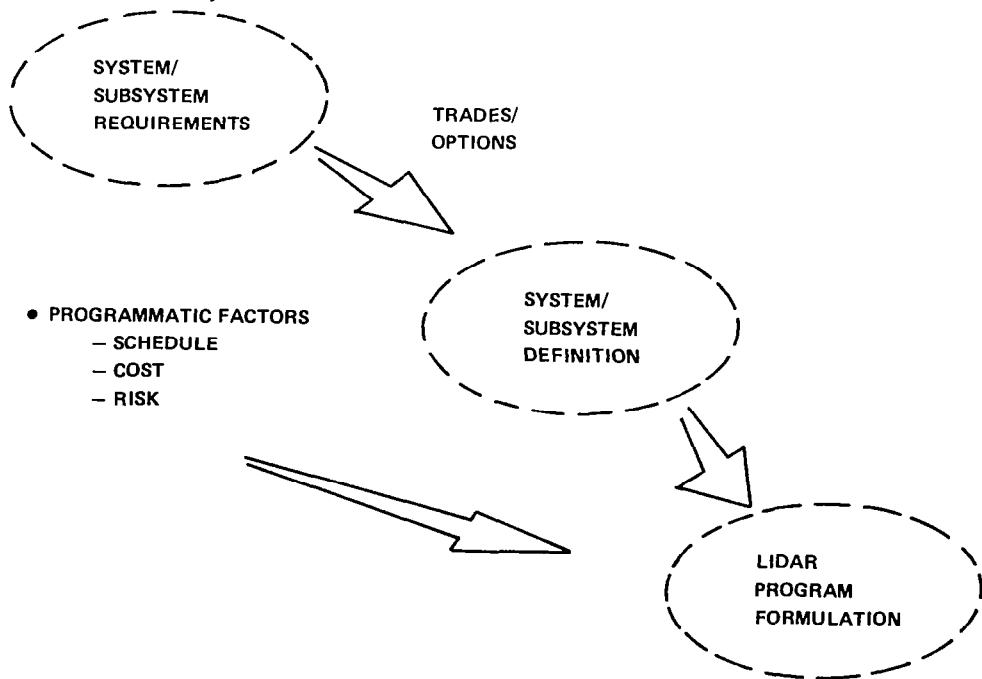 SYSTEM/
SUBSYSTEM
REQUIREMENTS
TRADES/
OPTIONS
● PROGRAMMATIC FACTORS
– SCHEDULE
– COST
– RISK
SYSTEM/
SUBSYSTEM
DEFINITION
LIDAR
PROGRAM
FORMULATION